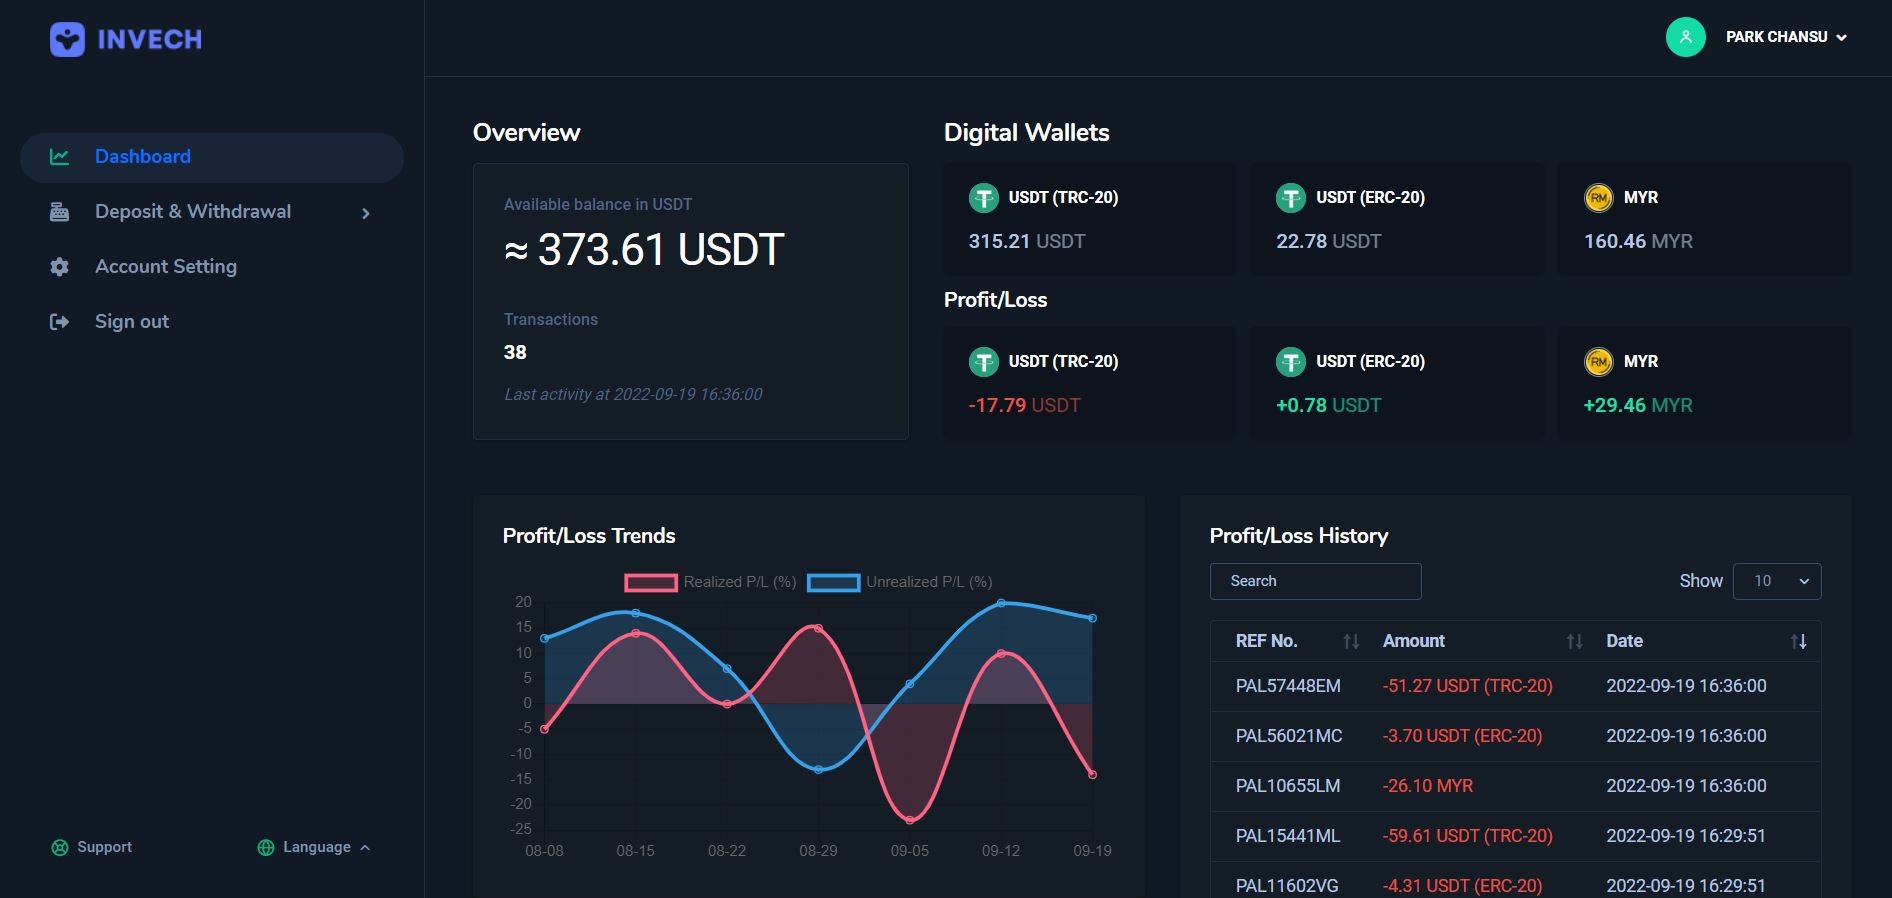 INVECH
PARK CHANSU
Dashboard
Deposit & Withdrawal
Account Setting
Sign out
Support
Language
Overview
Available balance in USDT
≈ 373.61 USDT
Transactions
38
Last activity at 2022-09-19 16:36:00
Digital Wallets
USDT (TRC-20)
315.21 USDT
USDT (ERC-20)
22.78 USDT
RM
MYR
160.46 MYR
Profit/Loss
USDT (TRC-20)
-17.79 USDT
USDT (ERC-20)
+0.78 USDT
RM
MYR
+29.46 MYR
Profit/Loss Trends
Realized P/L (%) Unrealized P/L (%)
20
15
10
5
0
-5
-10
-15
-20
-25
08-08 08-15 08-22 08-29 09-05 09-12 09-19
Profit/Loss History
Search
Show 10
REF No. Amount Date
PAL57448EM -51.27 USDT (TRC-20) 2022-09-19 16:36:00
PAL56021MC -3.70 USDT (ERC-20) 2022-09-19 16:36:00
PAL10655LM -26.10 MYR 2022-09-19 16:36:00
PAL15441ML -59.61 USDT (TRC-20) 2022-09-19 16:29:51
PAL11602VG -4.31 USDT (ERC-20) 2022-09-19 16:29:51